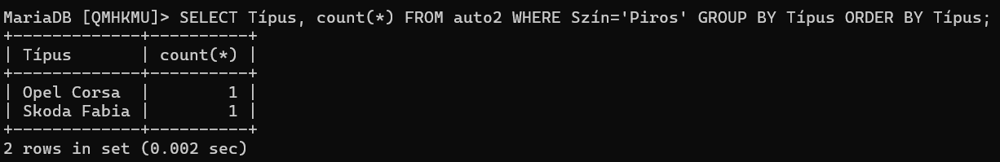 MariaDB [QMHKMU]> SELECT Típus, count(*) FROM auto2 WHERE Szín='Piros' GROUP BY Típus ORDER BY Típus;
+-------------+----------+
| Típus       | count(*) |
+-------------+----------+
| Opel Corsa  |        1 |
| Skoda Fabia |        1 |
+-------------+----------+
2 rows in set (0.002 sec)